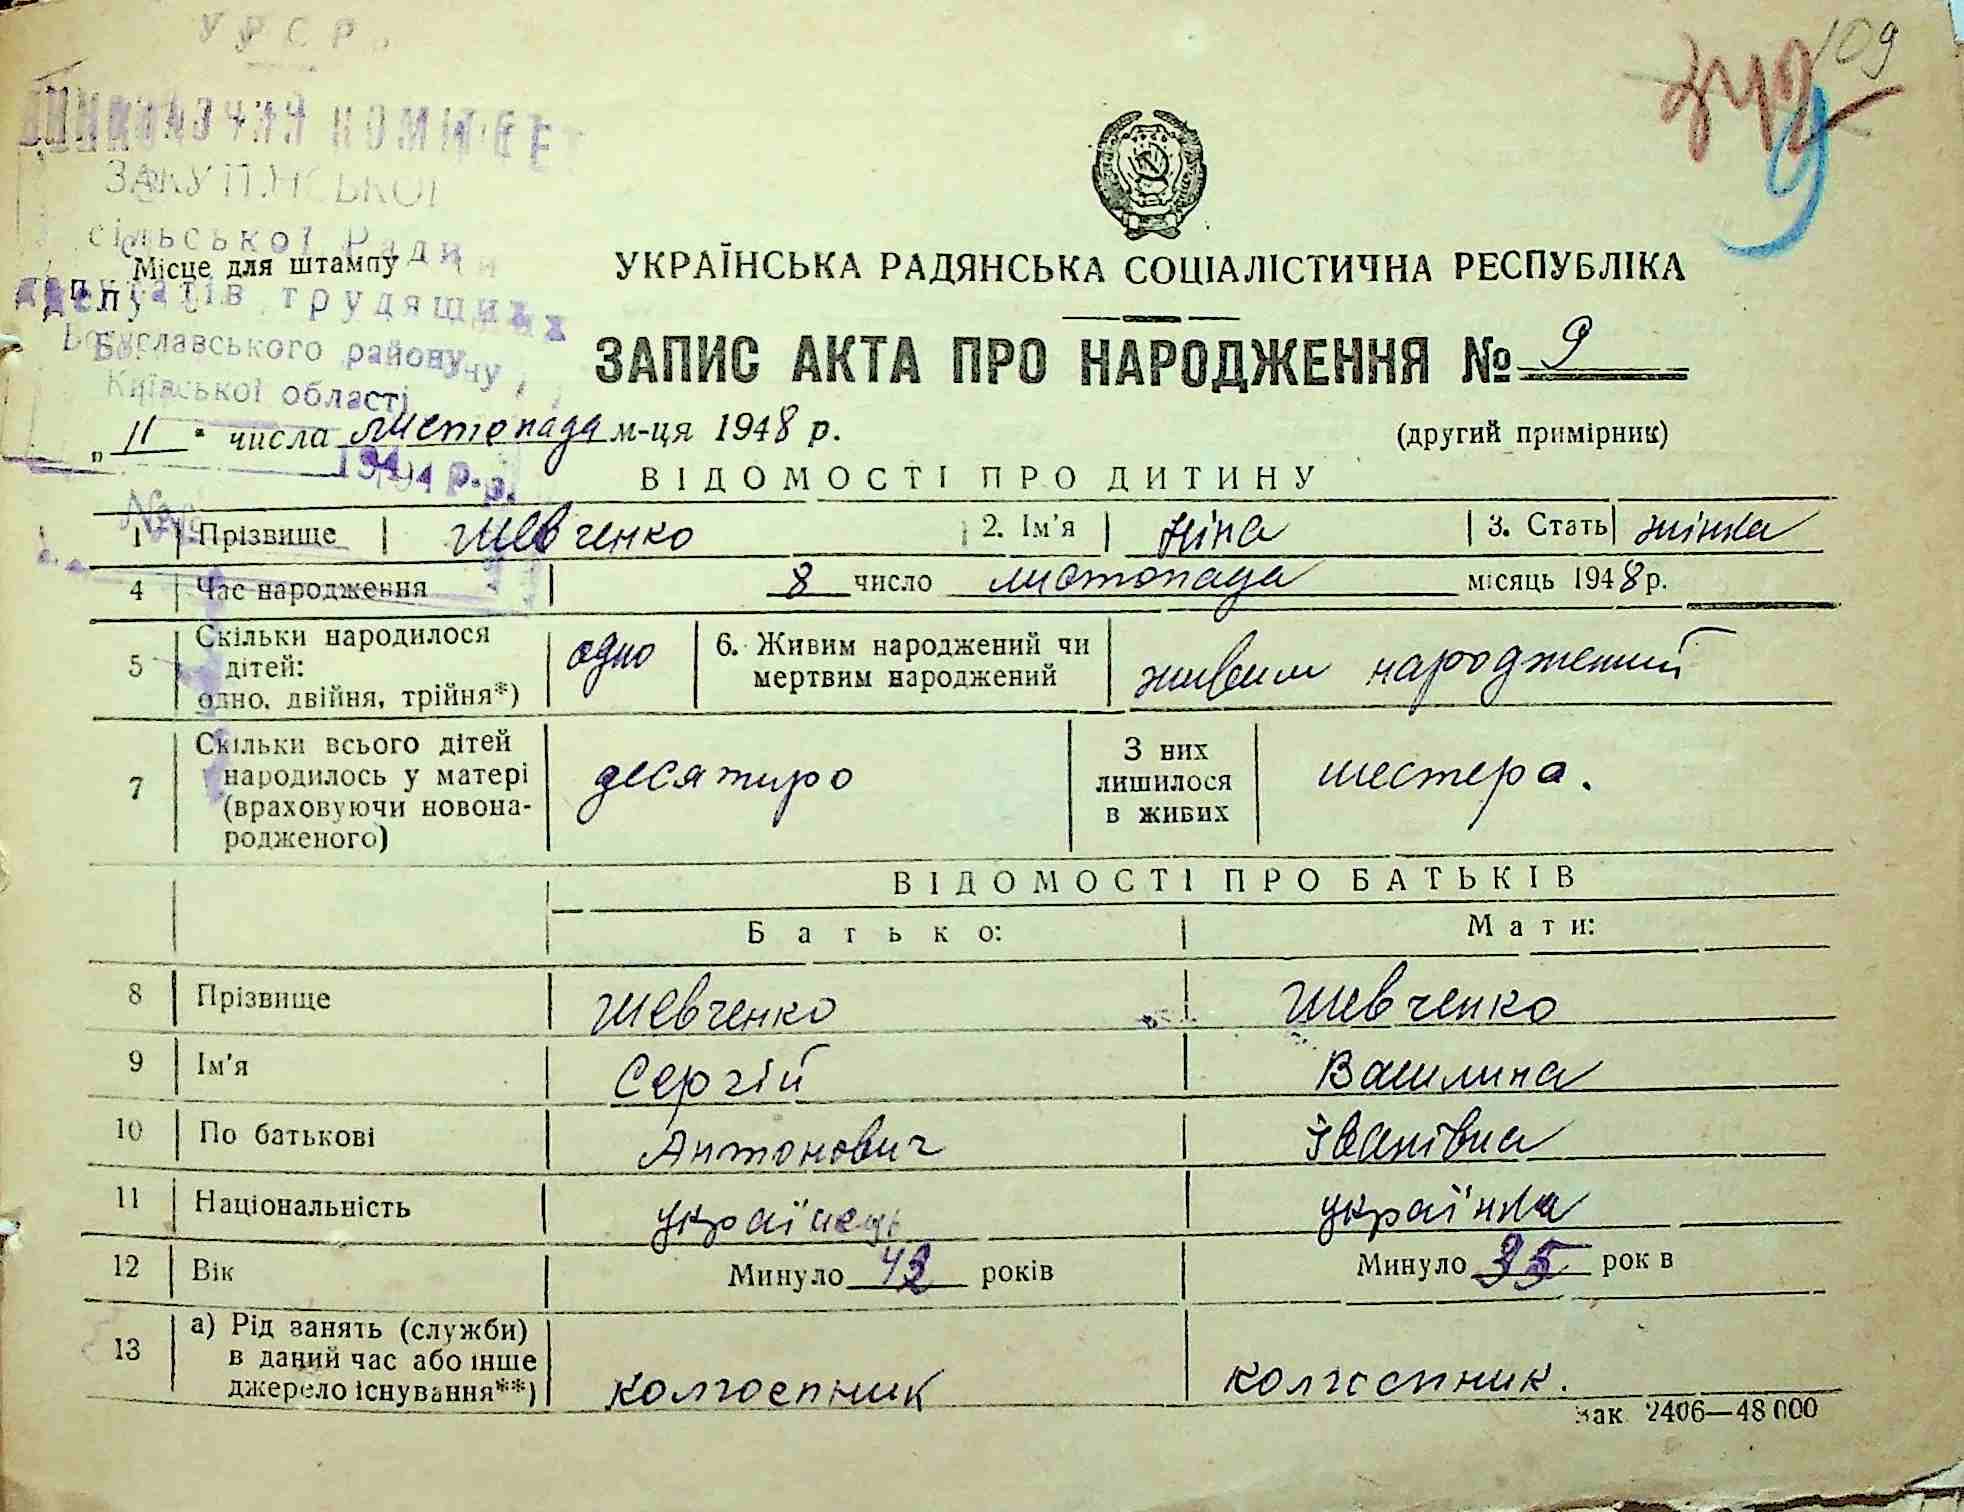 У Р С Р
ВИКОНАВЧИЙ КОМІТЕТ
сільської Ради
депутатів трудящих
Богуславського району
Київської області
Місце для штампу
109
9
УКРАЇНСЬКА РАДЯНСЬКА СОЦІАЛІСТИЧНА РЕСПУБЛІКА
ЗАПИС АКТА ПРО НАРОДЖЕННЯ № 9
„ 11 " числа листопада м-ця 1948 р.
(другий примірник)
194 р.
ВІДОМОСТІ ПРО ДИТИНУ
1 Прізвище Шевченко 2. Ім'я Ніна 3. Стать жінка
4 Час народження 8 число листопада місяць 1948 р.
5 Скільки народилося дітей: одно, двійня, трійня*) одно 6. Живим народжений чи мертвим народжений живим народжений
7 Скільки всього дітей народилось у матері (враховуючи новонародженого) десятиро З них лишилося в живих шестеро.
ВІДОМОСТІ ПРО БАТЬКІВ
Батько: Мати:
8 Прізвище Шевченко Шевченко
9 Ім'я Сергій Василина
10 По батькові Антонович Іванівна
11 Національність українець українка
12 Вік Минуло 43 років Минуло 35 років
13 а) Рід занять (служби) в даний час або інше джерело існування**) колгоспник колгоспник.
Зак. 2406—48 000